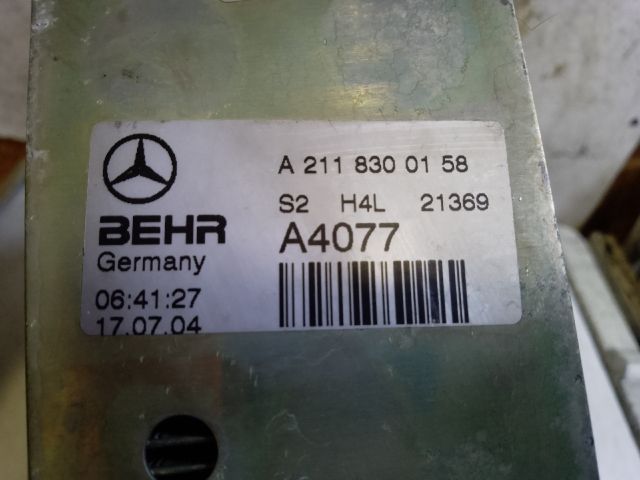 A 211 830 01 58
S2 H4L 21369
BEHR
A4077
Germany
06:41:27
17.07.04